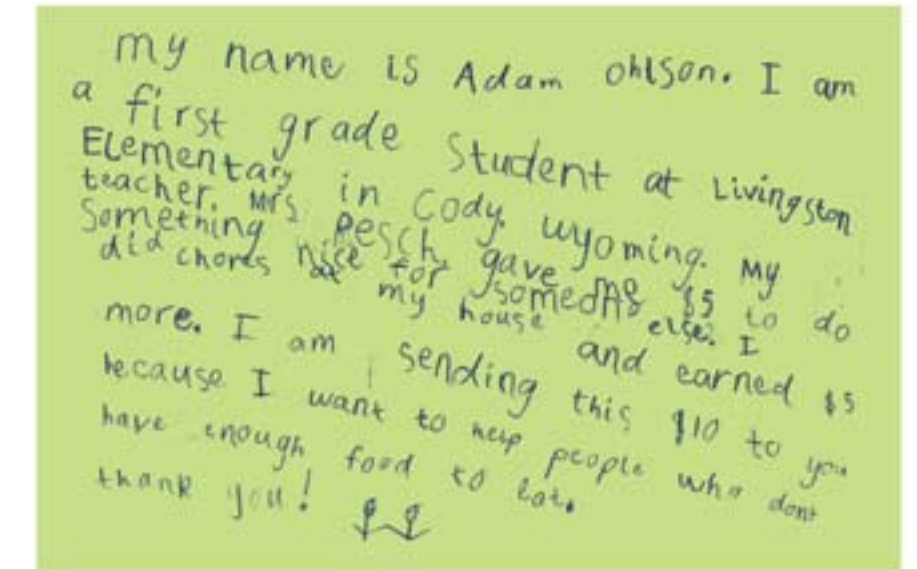 my name is Adam ohlson. I am
a first grade Student at Livingston
Elementary in Cody, wyoming. My
teacher, Mrs Pesch, gave $5 to do
Something nice for someone else. I
did chores at my house and earned $5
more. I am sending this $10 to you
because I want to help people who dont
have enough food to Eat.
thank you!